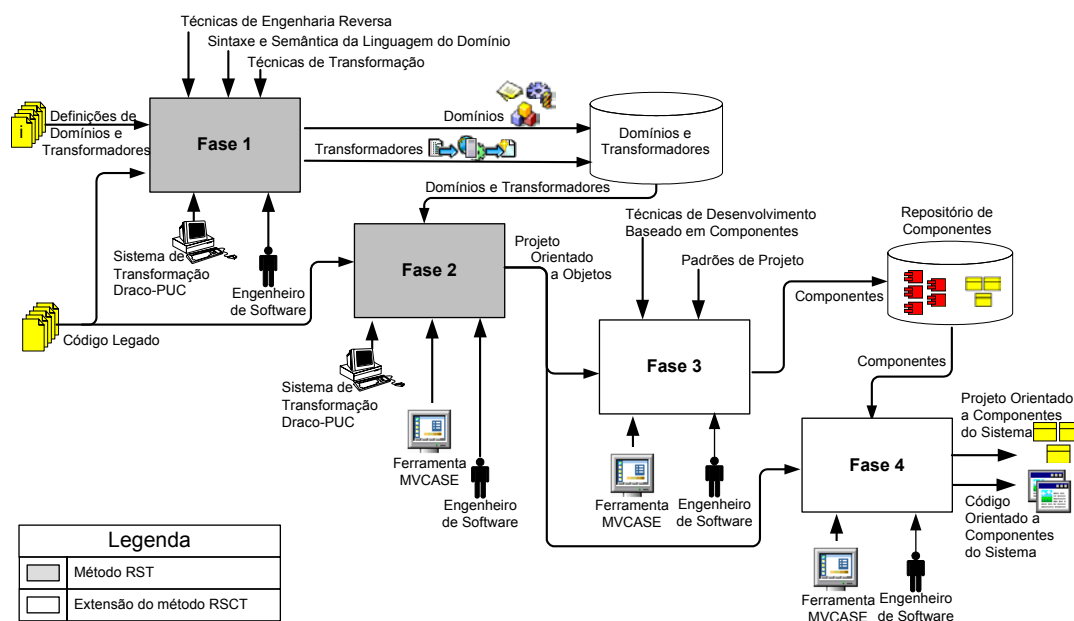 Técnicas de Engenharia Reversa
Sintaxe e Semântica da Linguagem do Domínio
Técnicas de Transformação
Definições de
Domínios e
Transformadores
i
Fase 1
Domínios
Transformadores
Domínios e
Transformadores
Domínios e Transformadores
Sistema de
Transformação
Draco-PUC
Engenheiro
de Software
Código Legado
Fase 2
Projeto
Orientado
a Objetos
Sistema de
Transformação
Draco-PUC
Ferramenta
MVCASE
Engenheiro
de Software
Técnicas de Desenvolvimento
Baseado em Componentes
Padrões de Projeto
Fase 3
Componentes
Repositório de
Componentes
Ferramenta
MVCASE
Engenheiro
de Software
Componentes
Fase 4
Projeto Orientado
a Componentes
do Sistema
Código
Orientado a
Componentes
do Sistema
Ferramenta
MVCASE
Engenheiro
de Software
Legenda
Método RST
Extensão do método RSCT